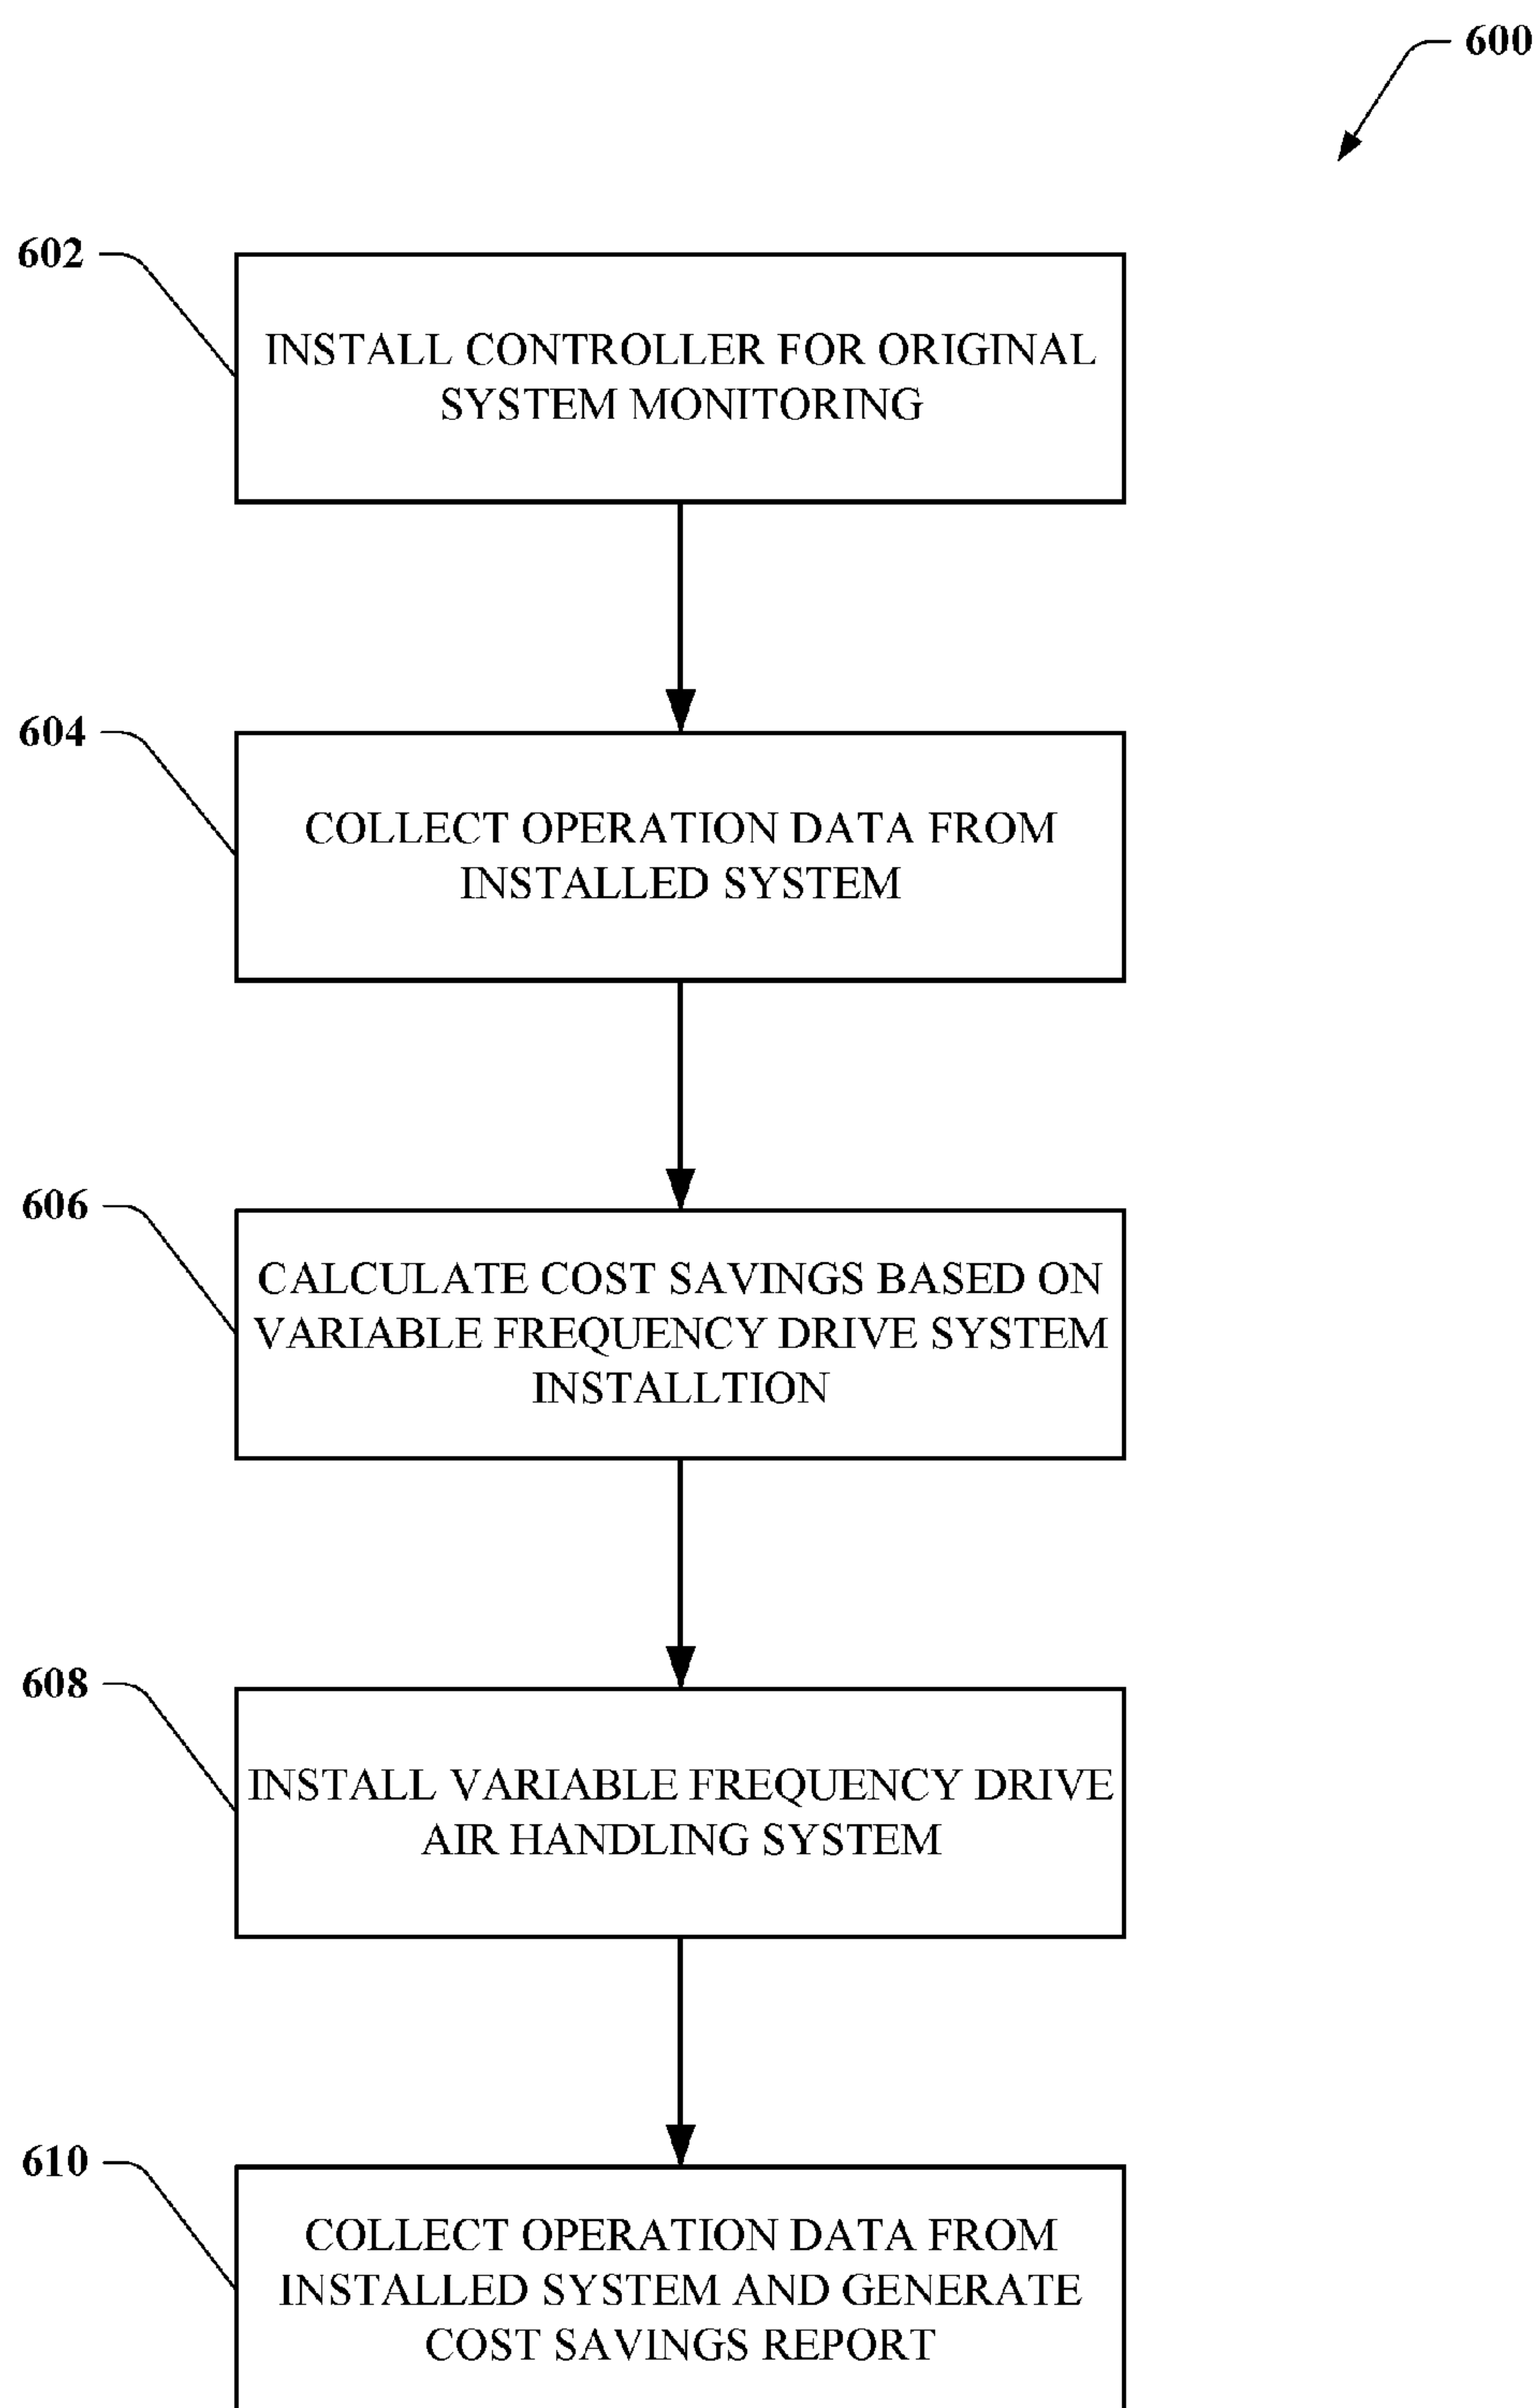 600
602
INSTALL CONTROLLER FOR ORIGINAL
SYSTEM MONITORING
604
COLLECT OPERATION DATA FROM
INSTALLED SYSTEM
606
CALCULATE COST SAVINGS BASED ON
VARIABLE FREQUENCY DRIVE SYSTEM
INSTALLTION
608
INSTALL VARIABLE FREQUENCY DRIVE
AIR HANDLING SYSTEM
610
COLLECT OPERATION DATA FROM
INSTALLED SYSTEM AND GENERATE
COST SAVINGS REPORT